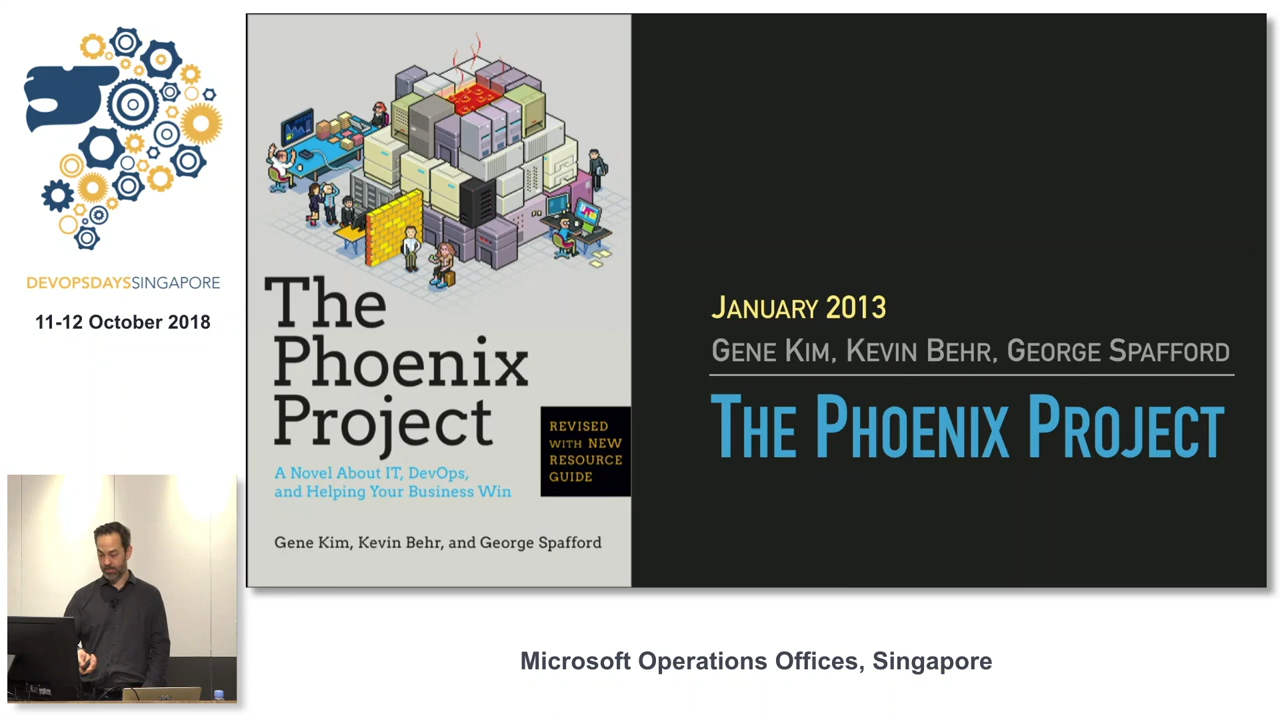 DEVOPSDAYSSINGAPORE
11-12 October 2018
The
Phoenix
Project
REVISED
WITH NEW
RESOURCE
GUIDE
A Novel About IT, DevOps,
and Helping Your Business Win
Gene Kim, Kevin Behr, and George Spafford
JANUARY 2013
GENE KIM, KEVIN BEHR, GEORGE SPAFFORD
THE PHOENIX PROJECT
Microsoft Operations Offices, Singapore